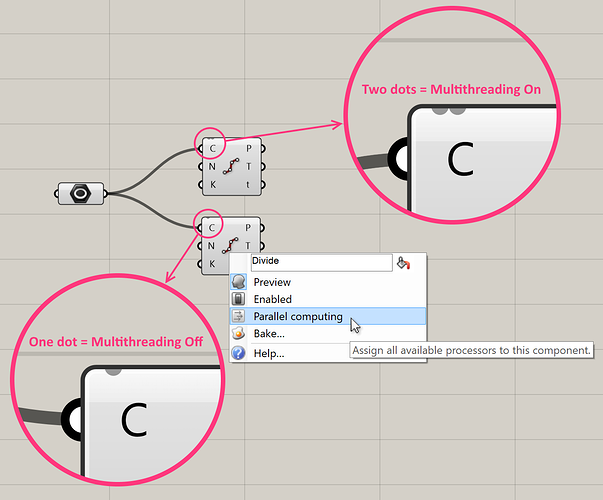 Two dots = Multithreading On
C
C P
N T
K t
C P
N T
K
Divide
Preview
Enabled
Parallel computing
Bake...
Help...
Assign all available processors to this component.
One dot = Multithreading Off
C